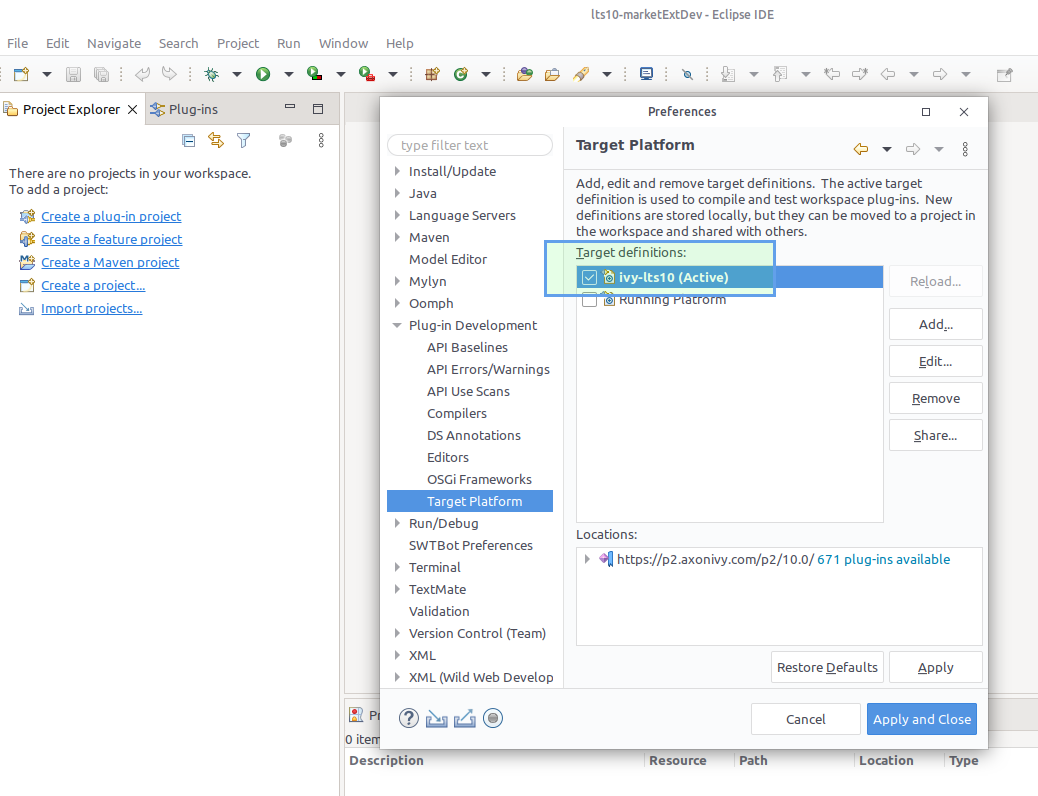 lts10-marketExtDev - Eclipse IDE
File Edit Navigate Search Project Run Window Help
Project Explorer Plug-ins
There are no projects in your workspace.
To add a project:
Create a plug-in project
Create a feature project
Create a Maven project
Create a project...
Import projects...
Preferences
type filter text
Install/Update
Java
Language Servers
Maven
Model Editor
Mylyn
Oomph
Plug-in Development
API Baselines
API Errors/Warnings
API Use Scans
Compilers
DS Annotations
Editors
OSGi Frameworks
Target Platform
Run/Debug
SWTBot Preferences
Terminal
TextMate
Validation
Version Control (Team)
XML
XML (Wild Web Develop
Target Platform
Add, edit and remove target definitions. The active target
definition is used to compile and test workspace plug-ins. New
definitions are stored locally, but they can be moved to a project in
the workspace and shared with others.
Target definitions:
ivy-lts10 (Active)
Running Platform
Reload...
Add...
Edit...
Remove
Share...
Locations:
https://p2.axonivy.com/p2/10.0/ 671 plug-ins available
Restore Defaults Apply
Cancel Apply and Close
Pr
0 item
Description Resource Path Location Type